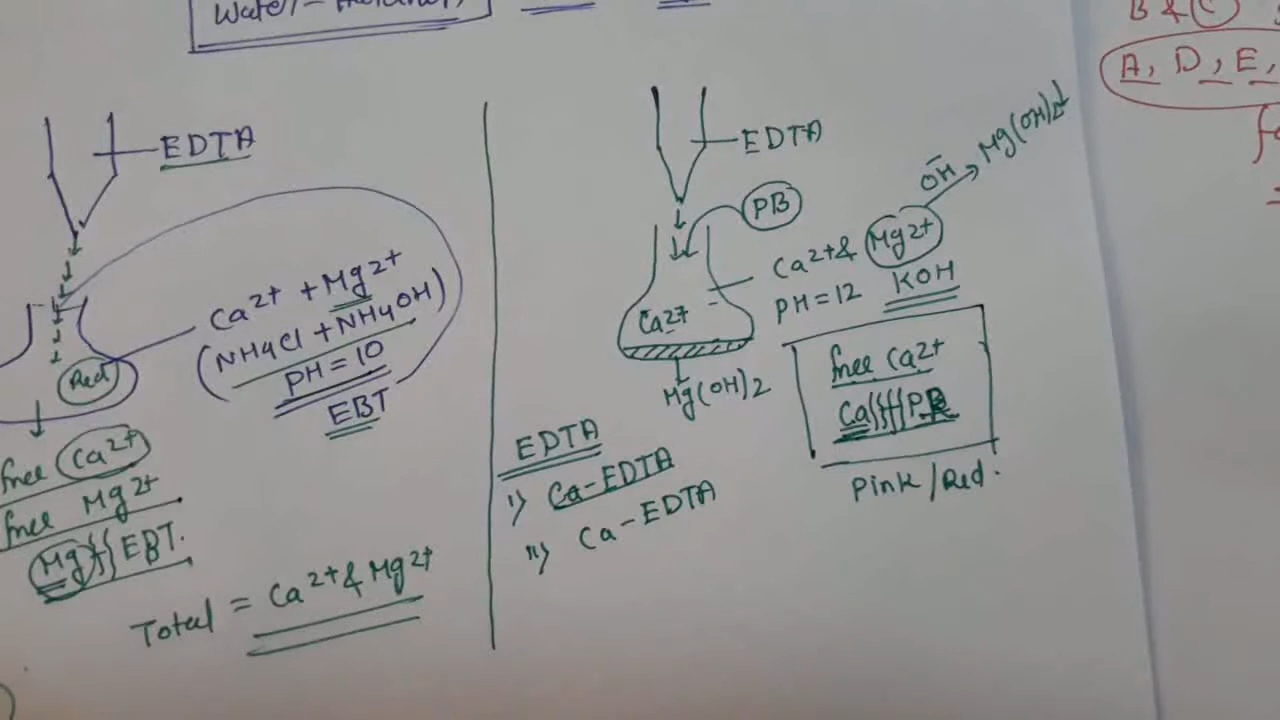 EDTA
Ca2+ + Mg2+
(NH4Cl + NH4OH)
PH = 10
EBT
Red
free Ca2+
free Mg2+
Mg EBT.
Total = Ca2+ & Mg2+
EDTA
PB
Ca2+ & Mg2+
OH- → Mg(OH)2↓
PH = 12 KOH
Ca2+
Mg(OH)2
free Ca2+
Ca PB
Pink/Red.
EDTA
i) Ca-EDTA
ii) Ca-EDTA
B & C
A, D, E,